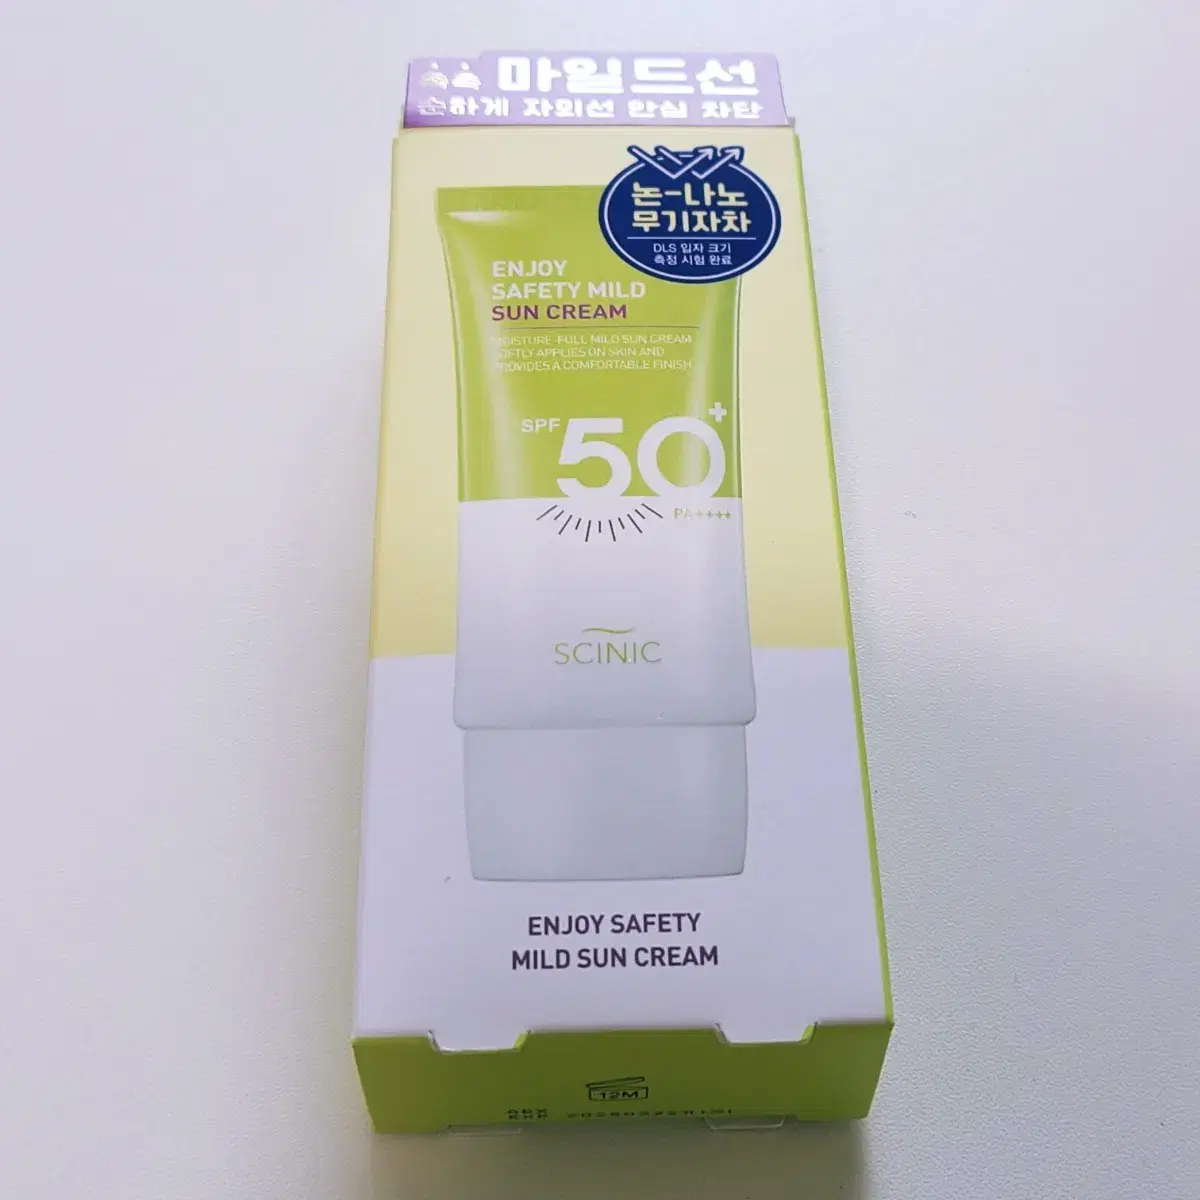 촉촉 마일드선
순하게 자외선 안심 차단
논-나노
무기자차
DLS 입자 크기
측정 시험 완료
ENJOY
SAFETY MILD
SUN CREAM
MOISTURE-FULL MILD SUN CREAM
SOFTLY APPLIES ON SKIN AND
PROVIDES A COMFORTABLE FINISH
SPF 50+
PA++++
SCINIC
ENJOY SAFETY
MILD SUN CREAM
12M